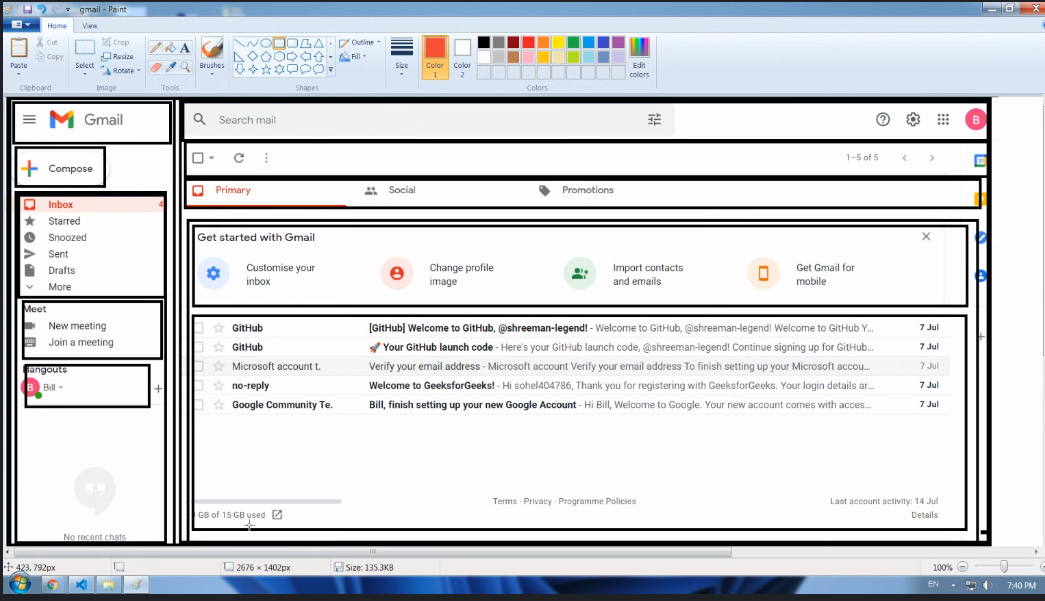 gmail - Paint
Home View
Paste
Cut
Copy
Clipboard
Select
Crop
Resize
Rotate
Image
Tools
Brushes
Shapes
Outline
Fill
Size
Color 1
Color 2
Edit colors
Colors
Gmail
Search mail
B
Compose
1–5 of 5
Primary Social Promotions
Inbox 4
Starred
Snoozed
Sent
Drafts
More
Meet
New meeting
Join a meeting
Hangouts
B Bill
No recent chats
Get started with Gmail
Customise your inbox
Change profile image
Import contacts and emails
Get Gmail for mobile
GitHub [GitHub] Welcome to GitHub, @shreeman-legend! - Welcome to GitHub, @shreeman-legend! Welcome to GitHub Y... 7 Jul
GitHub 🚀 Your GitHub launch code - Here's your GitHub launch code, @shreeman-legend! Continue signing up for GitHub... 7 Jul
Microsoft account t. Verify your email address - Microsoft account Verify your email address To finish setting up your Microsoft accou... 7 Jul
no-reply Welcome to GeeksforGeeks! - Hi sohel404786, Thank you for registering with GeeksforGeeks. Your login details ar... 7 Jul
Google Community Te. Bill, finish setting up your new Google Account - Hi Bill, Welcome to Google. Your new account comes with acces... 7 Jul
GB of 15 GB used
Terms · Privacy · Programme Policies
Last account activity: 14 Jul
Details
423, 792px
2676 × 1402px
Size: 135.3KB
100%
EN
7:40 PM